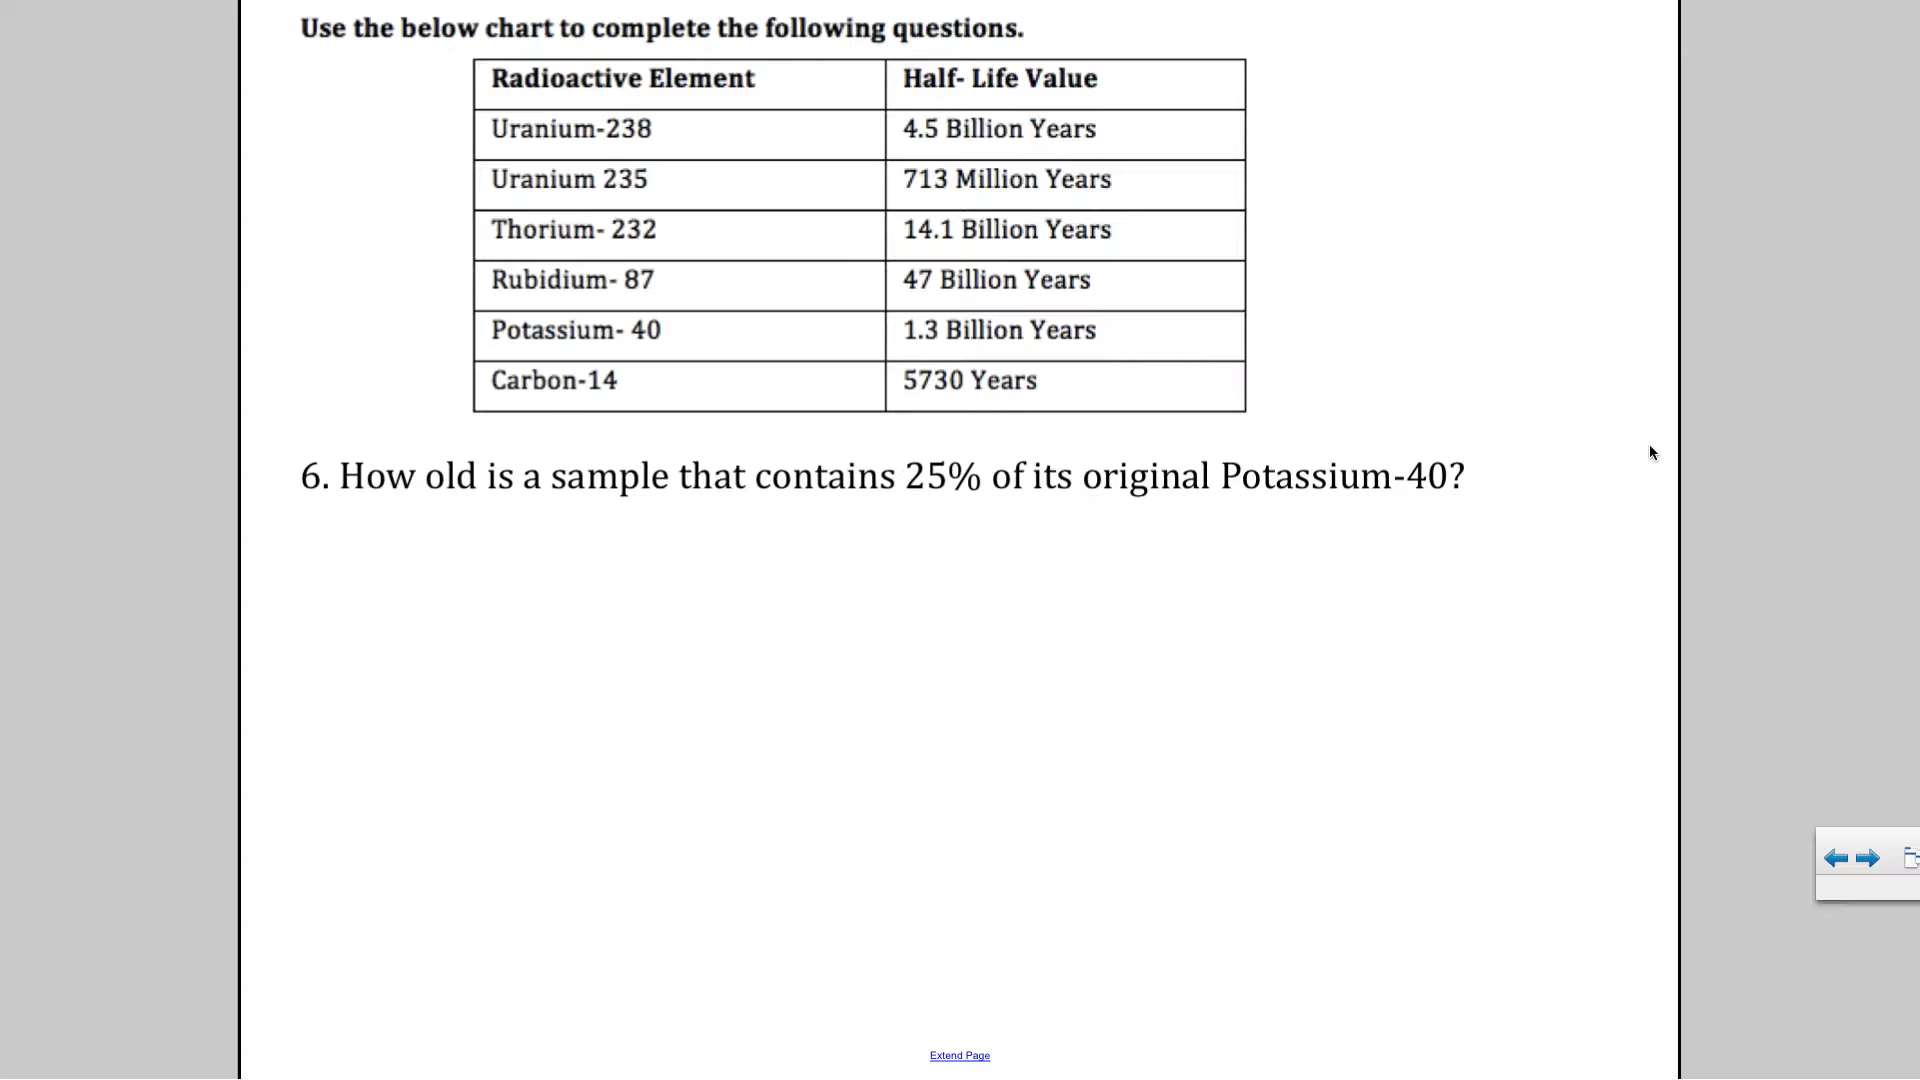 Use the below chart to complete the following questions.
Radioactive Element Half- Life Value
Uranium-238 4.5 Billion Years
Uranium 235 713 Million Years
Thorium- 232 14.1 Billion Years
Rubidium- 87 47 Billion Years
Potassium- 40 1.3 Billion Years
Carbon-14 5730 Years
6. How old is a sample that contains 25% of its original Potassium-40?
Extend Page